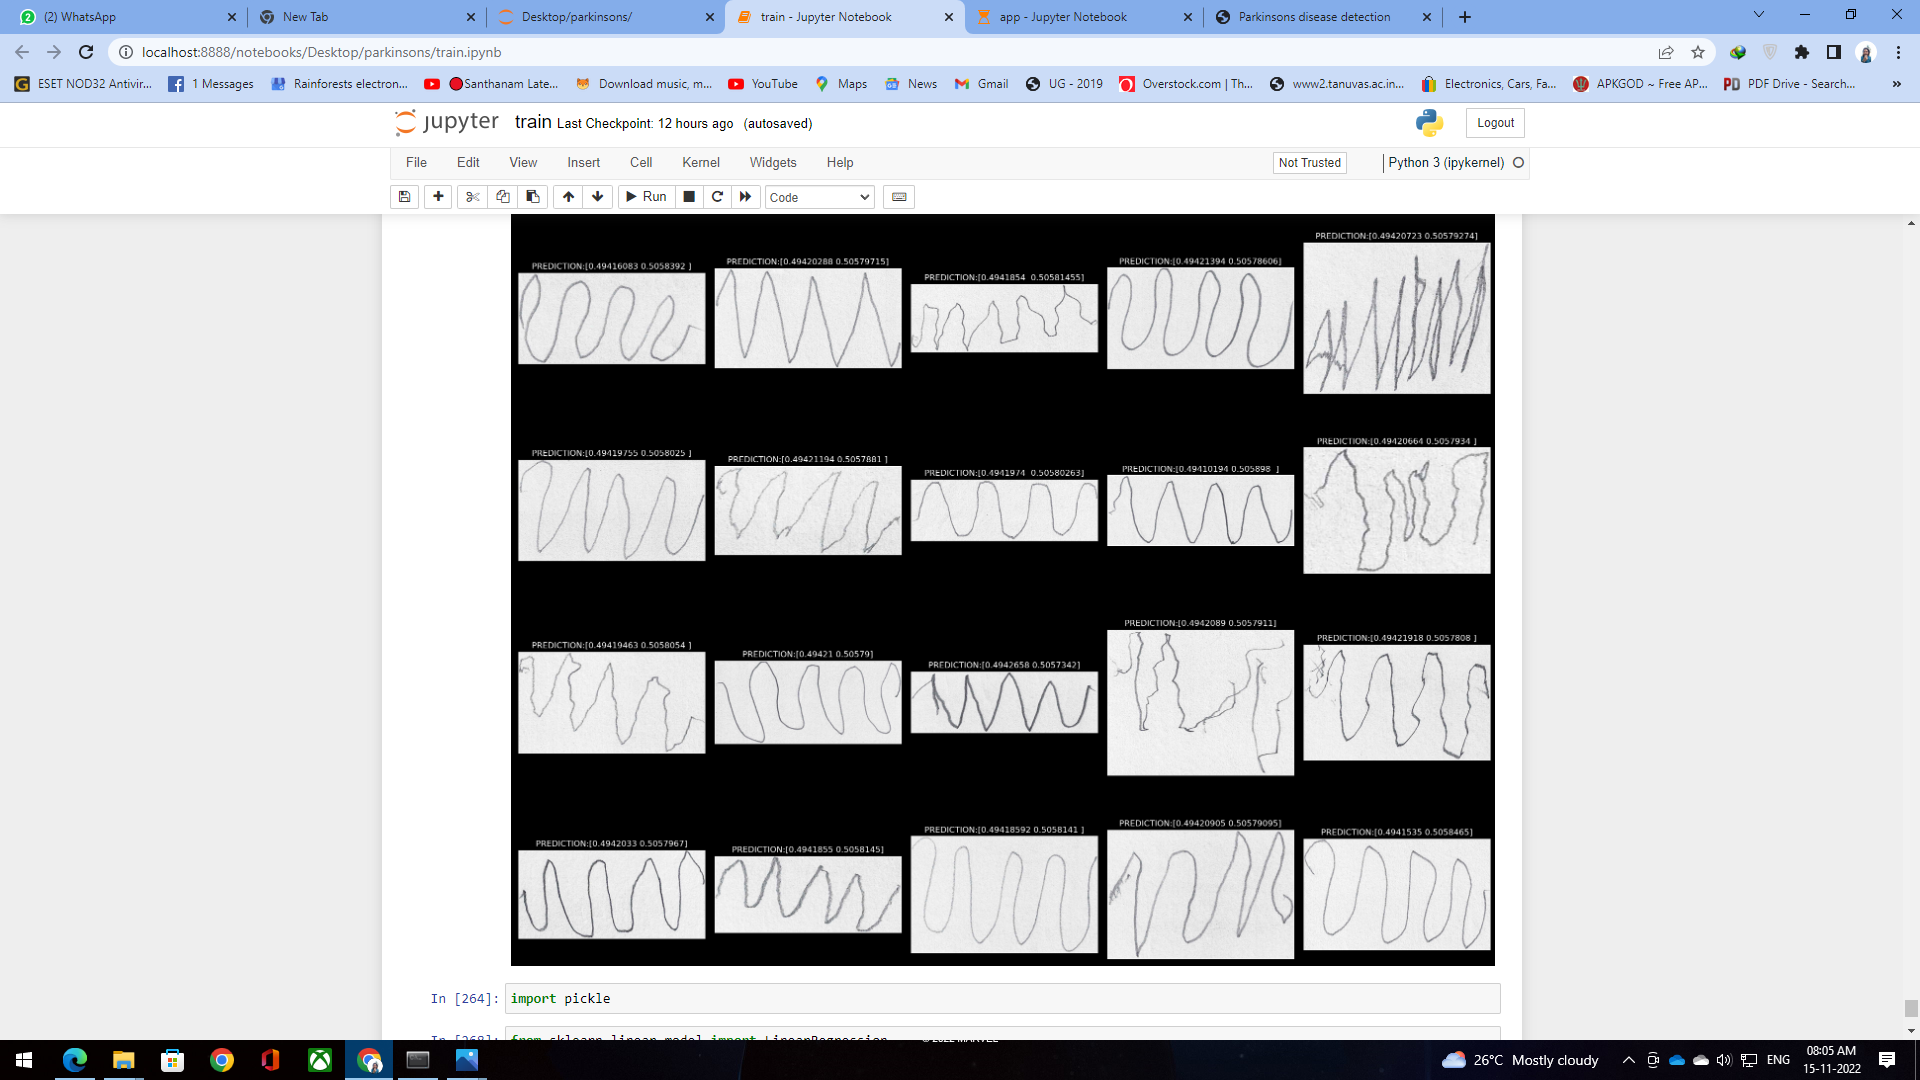 (2) WhatsApp
New Tab
Desktop/parkinsons/
train - Jupyter Notebook
app - Jupyter Notebook
Parkinsons disease detection
localhost:8888/notebooks/Desktop/parkinsons/train.ipynb
ESET NOD32 Antivir...
1 Messages
Rainforests electron...
Santhanam Late...
Download music, m...
YouTube
Maps
News
Gmail
UG - 2019
Overstock.com | Th...
www2.tanuvas.ac.in...
Electronics, Cars, Fa...
APKGOD ~ Free AP...
PDF Drive - Search...
»
jupyter train Last Checkpoint: 12 hours ago (autosaved)
Logout
File Edit View Insert Cell Kernel Widgets Help
Not Trusted
Python 3 (ipykernel)
Run
Code
PREDICTION:[0.49416083 0.5058392 ]
PREDICTION:[0.49420288 0.50579715]
PREDICTION:[0.4941854 0.50581455]
PREDICTION:[0.49421394 0.50578606]
PREDICTION:[0.49420723 0.50579274]
PREDICTION:[0.49419755 0.5058025 ]
PREDICTION:[0.49421194 0.5057881 ]
PREDICTION:[0.4941974 0.50580263]
PREDICTION:[0.49410194 0.505898 ]
PREDICTION:[0.49420664 0.5057934 ]
PREDICTION:[0.49419463 0.5058054 ]
PREDICTION:[0.49421 0.50579]
PREDICTION:[0.4942658 0.5057342]
PREDICTION:[0.4942089 0.5057911]
PREDICTION:[0.49421918 0.5057808 ]
PREDICTION:[0.4942033 0.5057967]
PREDICTION:[0.4941855 0.5058145]
PREDICTION:[0.49418592 0.5058141 ]
PREDICTION:[0.49420905 0.50579095]
PREDICTION:[0.4941535 0.5058465]
In [264]: import pickle
In [268]: from sklearn.linear_model import LinearRegression
© 2022 MARVEL
26°C Mostly cloudy
ENG
08:05 AM
15-11-2022